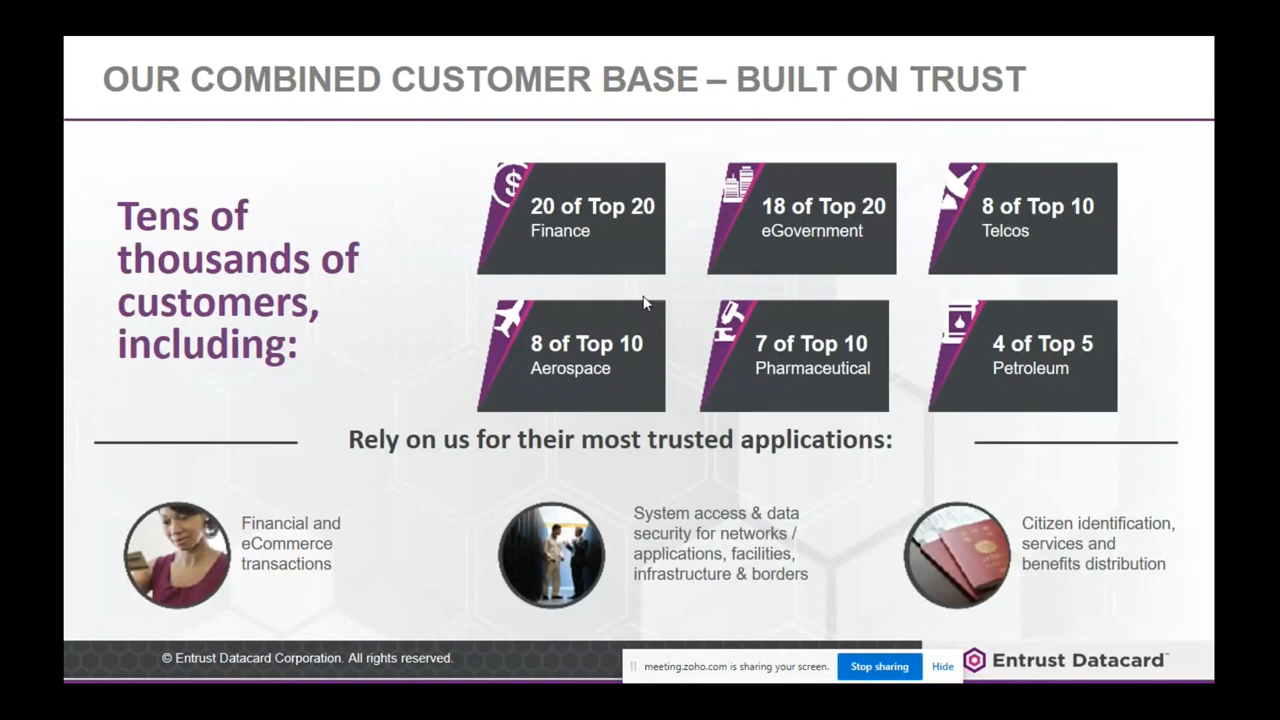 OUR COMBINED CUSTOMER BASE – BUILT ON TRUST
Tens of
thousands of
customers,
including:
20 of Top 20
Finance
18 of Top 20
eGovernment
8 of Top 10
Telcos
8 of Top 10
Aerospace
7 of Top 10
Pharmaceutical
4 of Top 5
Petroleum
Rely on us for their most trusted applications:
Financial and
eCommerce
transactions
System access & data
security for networks /
applications, facilities,
infrastructure & borders
Citizen identification,
services and
benefits distribution
© Entrust Datacard Corporation. All rights reserved.
meeting.zoho.com is sharing your screen.
Stop sharing
Hide
Entrust Datacard™